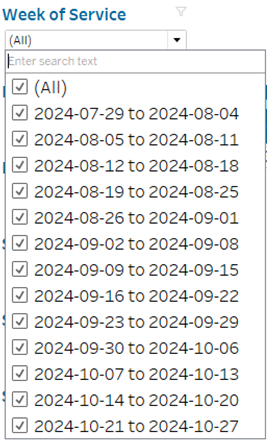 Week of Service
(All)
Enter search text
(All)
2024-07-29 to 2024-08-04
2024-08-05 to 2024-08-11
2024-08-12 to 2024-08-18
2024-08-19 to 2024-08-25
2024-08-26 to 2024-09-01
2024-09-02 to 2024-09-08
2024-09-09 to 2024-09-15
2024-09-16 to 2024-09-22
2024-09-23 to 2024-09-29
2024-09-30 to 2024-10-06
2024-10-07 to 2024-10-13
2024-10-14 to 2024-10-20
2024-10-21 to 2024-10-27